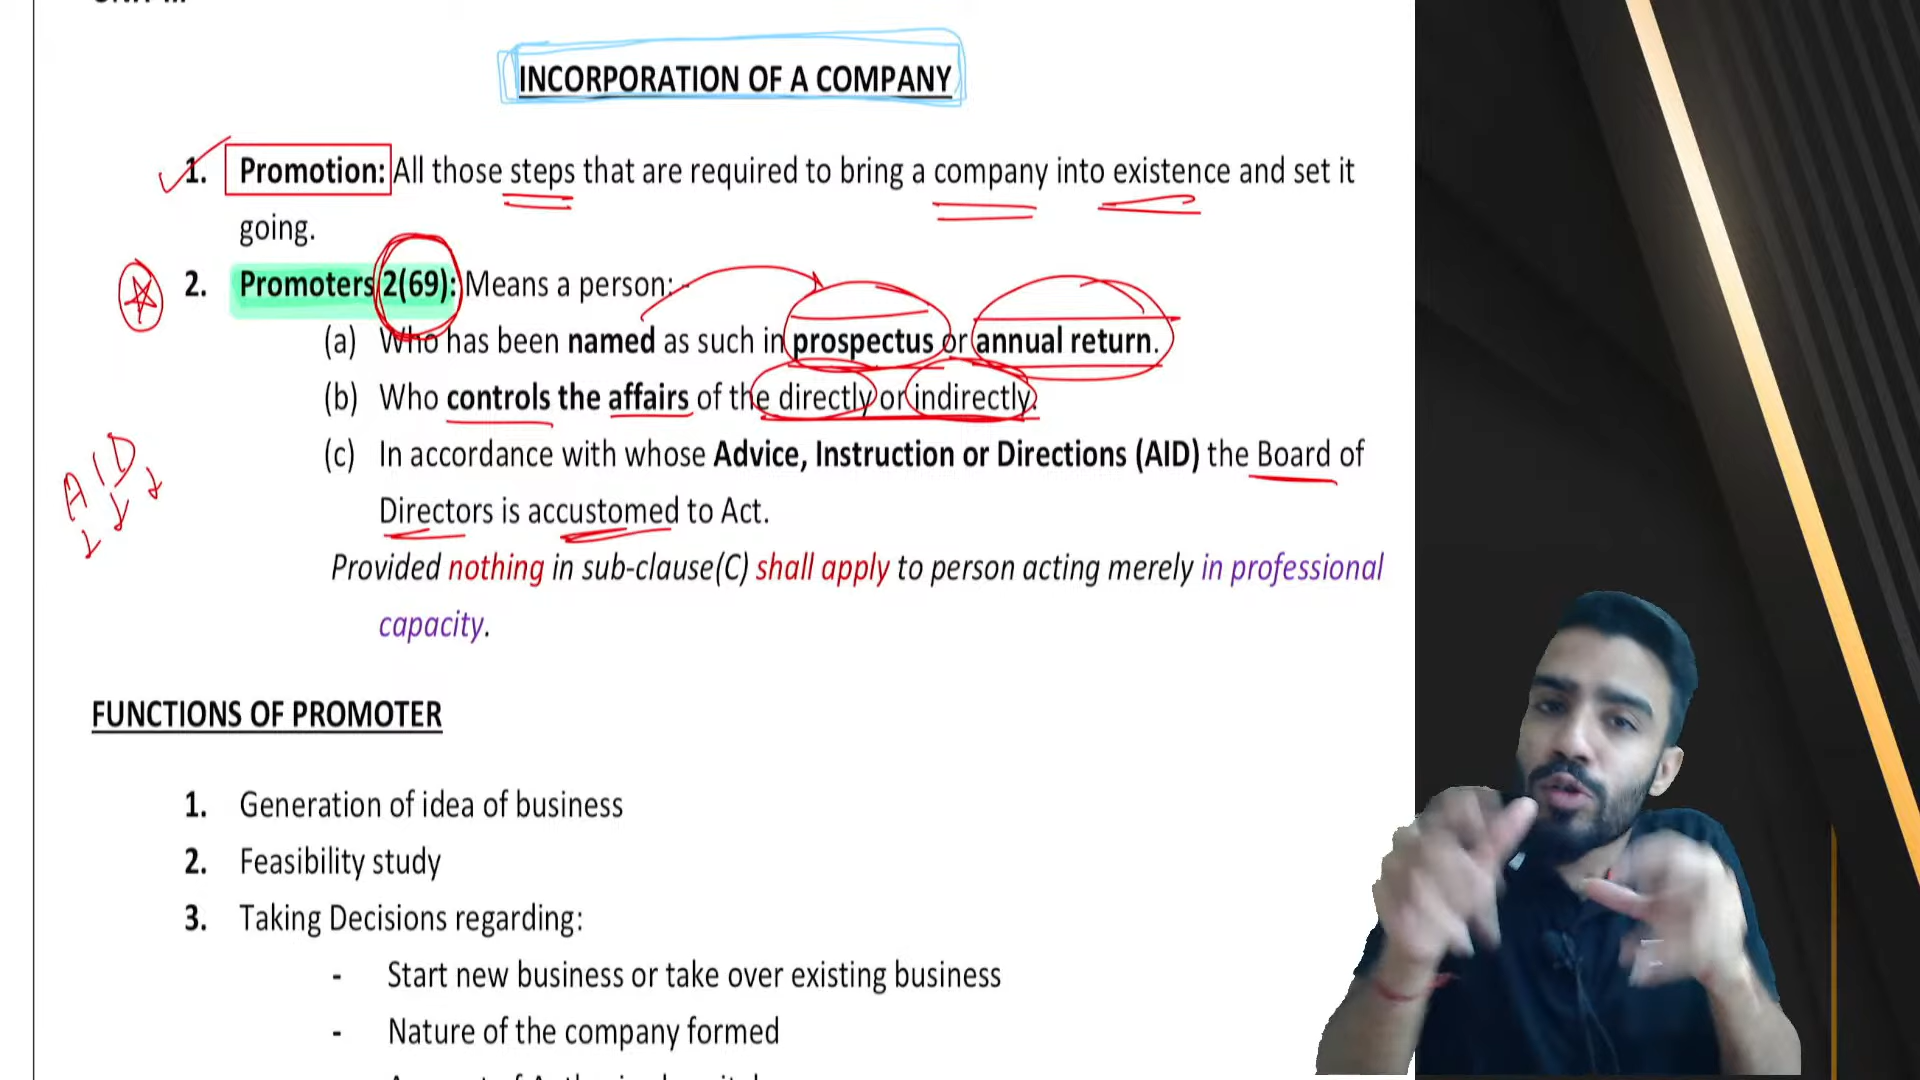 INCORPORATION OF A COMPANY
1. Promotion: All those steps that are required to bring a company into existence and set it
going.
2. Promoters 2(69): Means a person:-
(a) Who has been named as such in prospectus or annual return.
(b) Who controls the affairs of the directly or indirectly.
(c) In accordance with whose Advice, Instruction or Directions (AID) the Board of
AID
Directors is accustomed to Act.
Provided nothing in sub-clause(C) shall apply to person acting merely in professional
capacity.
FUNCTIONS OF PROMOTER
1. Generation of idea of business
2. Feasibility study
3. Taking Decisions regarding:
- Start new business or take over existing business
- Nature of the company formed